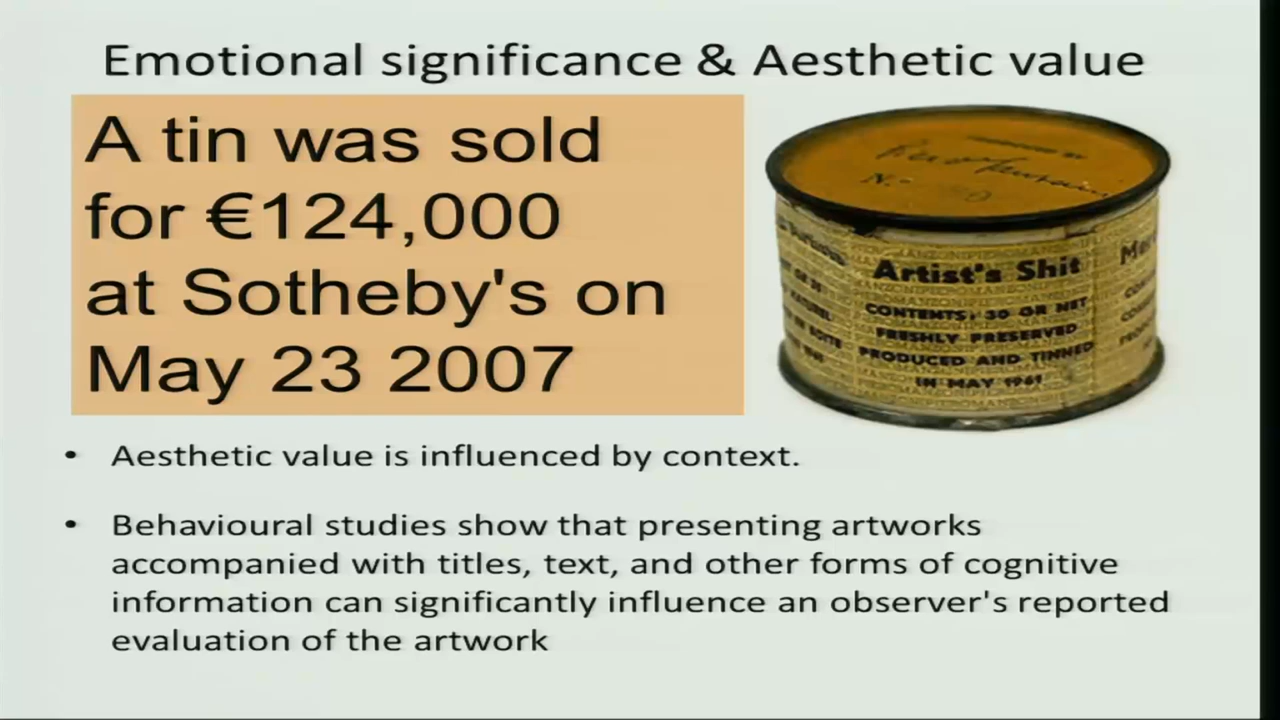 Emotional significance & Aesthetic value
A tin was sold
for €124,000
at Sotheby's on
May 23 2007
PRODUCED BY
N.º
Artist's Shit
CONTENTS: 30 GR NET
FRESHLY PRESERVED
PRODUCED AND TINNED
IN MAY 1961
• Aesthetic value is influenced by context.
• Behavioural studies show that presenting artworks
accompanied with titles, text, and other forms of cognitive
information can significantly influence an observer's reported
evaluation of the artwork